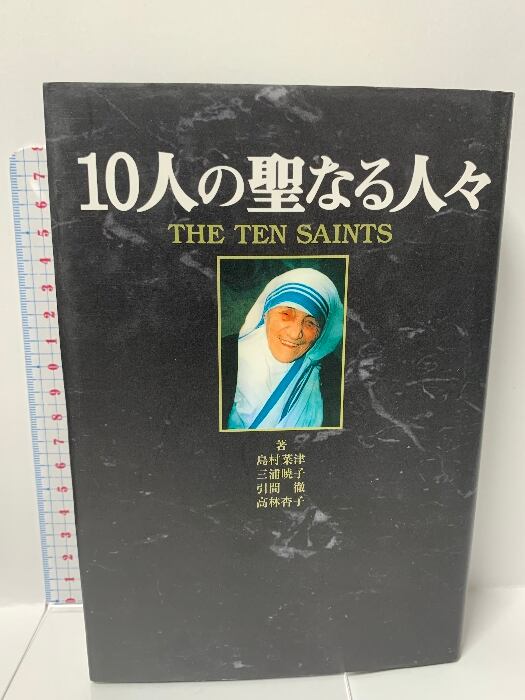 10人の聖なる人々
THE TEN SAINTS
著
島村菜津
三浦暁子
引間 徹
高林杏子